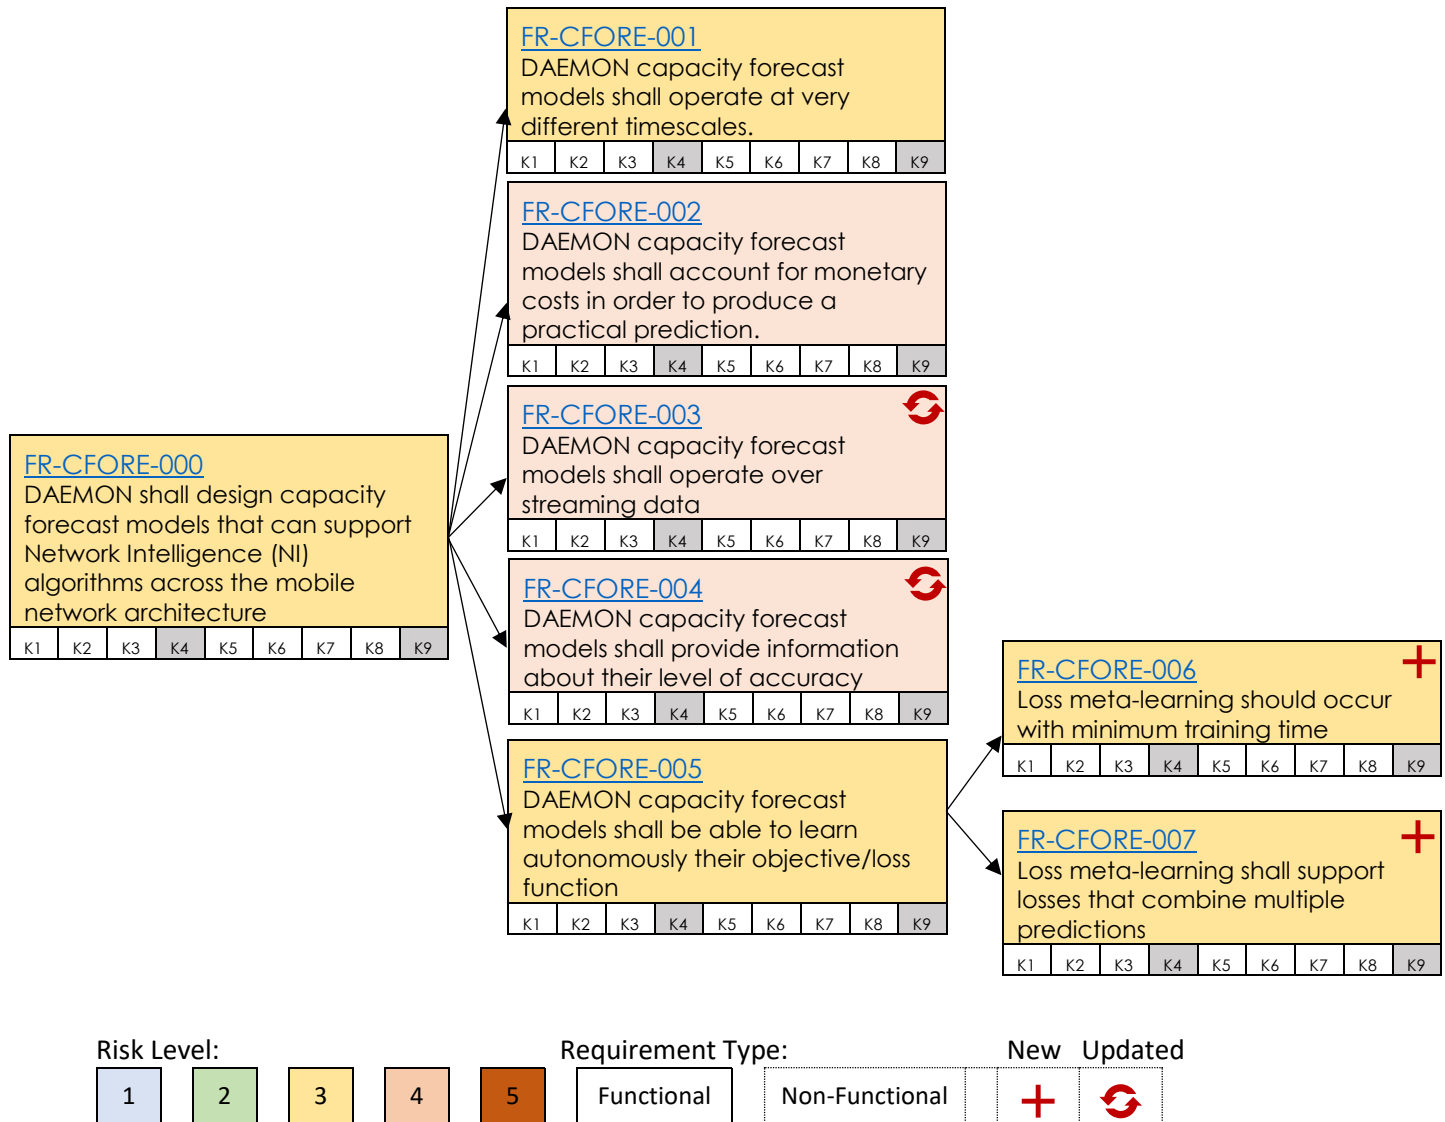 FR-CFORE-001
DAEMON capacity forecast
models shall operate at very
different timescales.
K1 K2 K3 K4 K5 K6 K7 K8 K9
FR-CFORE-002
DAEMON capacity forecast
models shall account for monetary
costs in order to produce a
practical prediction.
K1 K2 K3 K4 K5 K6 K7 K8 K9
FR-CFORE-003
DAEMON capacity forecast
models shall operate over
streaming data
K1 K2 K3 K4 K5 K6 K7 K8 K9
FR-CFORE-000
DAEMON shall design capacity
forecast models that can support
Network Intelligence (NI)
algorithms across the mobile
network architecture
K1 K2 K3 K4 K5 K6 K7 K8 K9
FR-CFORE-004
DAEMON capacity forecast
models shall provide information
about their level of accuracy
K1 K2 K3 K4 K5 K6 K7 K8 K9
FR-CFORE-005
DAEMON capacity forecast
models shall be able to learn
autonomously their objective/loss
function
K1 K2 K3 K4 K5 K6 K7 K8 K9
FR-CFORE-006
Loss meta-learning should occur
with minimum training time
K1 K2 K3 K4 K5 K6 K7 K8 K9
FR-CFORE-007
Loss meta-learning shall support
losses that combine multiple
predictions
K1 K2 K3 K4 K5 K6 K7 K8 K9
Risk Level: Requirement Type: New Updated
1 2 3 4 5 Functional Non-Functional